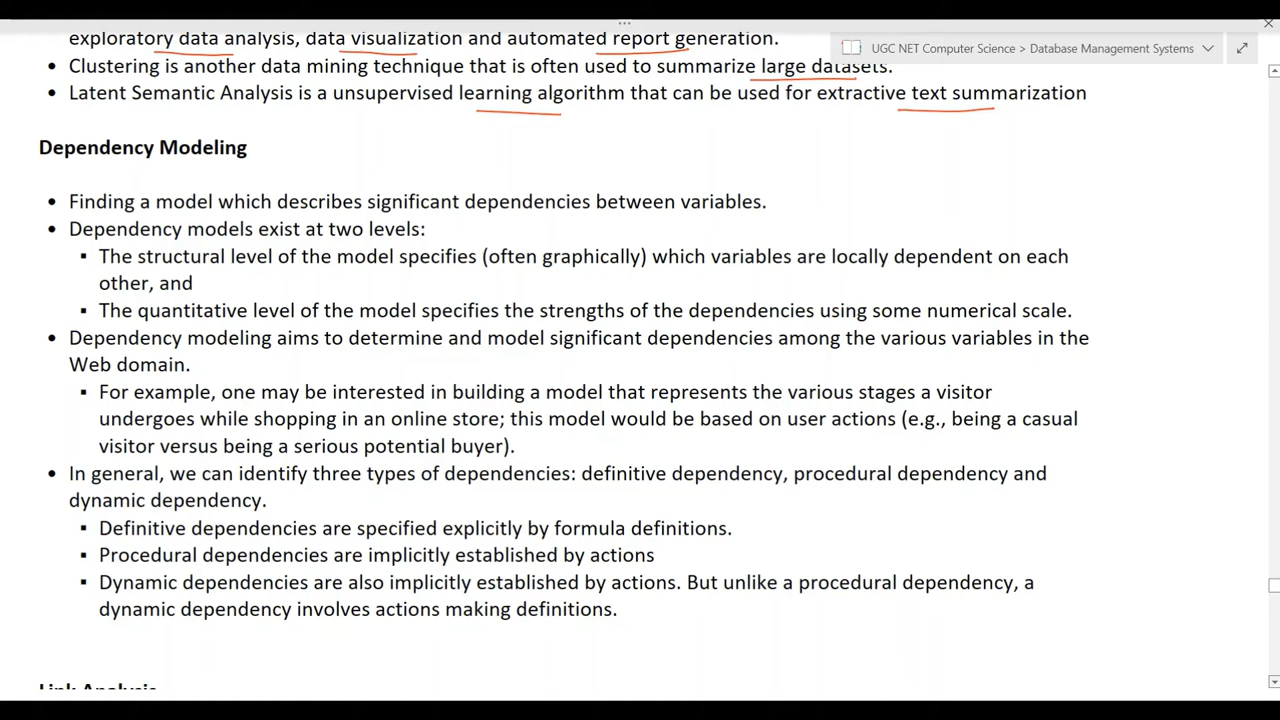 exploratory data analysis, data visualization and automated report generation.
UGC NET Computer Science > Database Management Systems
• Clustering is another data mining technique that is often used to summarize large datasets.
• Latent Semantic Analysis is a unsupervised learning algorithm that can be used for extractive text summarization
Dependency Modeling
• Finding a model which describes significant dependencies between variables.
• Dependency models exist at two levels:
▪ The structural level of the model specifies (often graphically) which variables are locally dependent on each
other, and
▪ The quantitative level of the model specifies the strengths of the dependencies using some numerical scale.
• Dependency modeling aims to determine and model significant dependencies among the various variables in the
Web domain.
▪ For example, one may be interested in building a model that represents the various stages a visitor
undergoes while shopping in an online store; this model would be based on user actions (e.g., being a casual
visitor versus being a serious potential buyer).
• In general, we can identify three types of dependencies: definitive dependency, procedural dependency and
dynamic dependency.
▪ Definitive dependencies are specified explicitly by formula definitions.
▪ Procedural dependencies are implicitly established by actions
▪ Dynamic dependencies are also implicitly established by actions. But unlike a procedural dependency, a
dynamic dependency involves actions making definitions.
Link Analysis